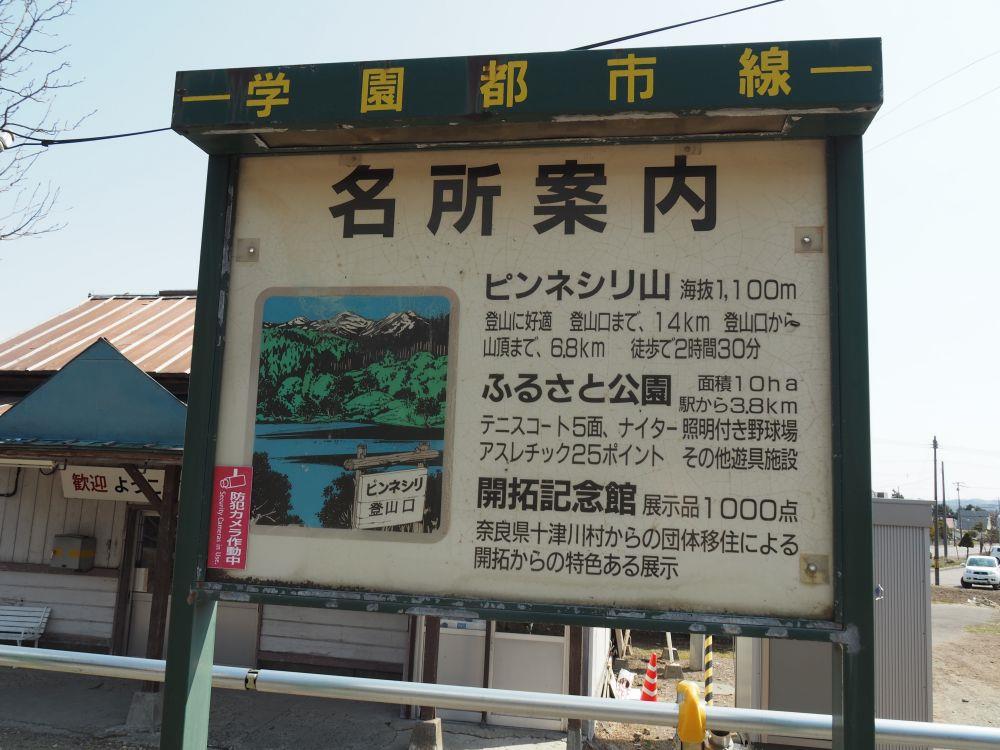 一学園都市線一
名所案内
ピンネシリ山 海抜1,100m
登山に好適 登山口まで、14km 登山口から
山頂まで、6.8km 徒歩で2時間30分
ふるさと公園 面積10ha
駅から3.8km
テニスコート5面、ナイター照明付き野球場
アスレチック25ポイント その他遊具施設
開拓記念館 展示品1000点
奈良県十津川村からの団体移住による
開拓からの特色ある展示
ピンネシリ
登山口
防犯カメラ作動中
Security Cameras in Use.
歓迎 ようこ